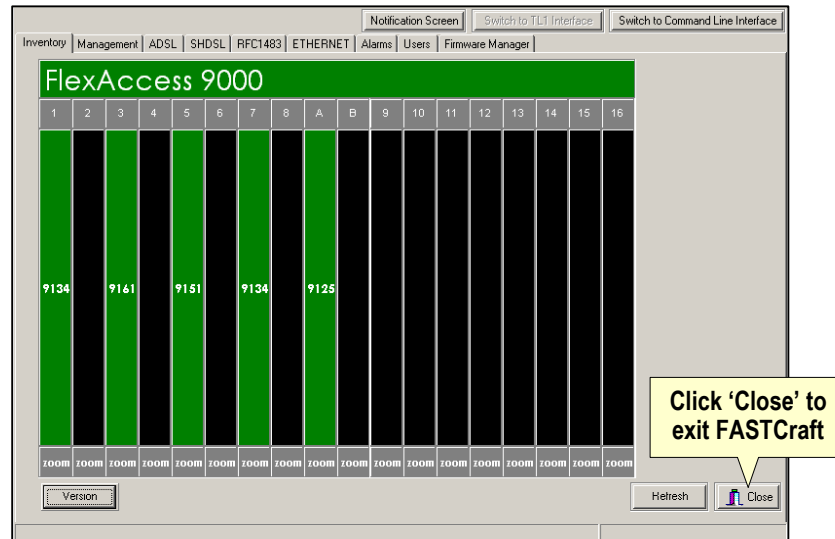 Notification Screen Switch to TL1 Interface Switch to Command Line Interface
Inventory Management ADSL SHDSL RFC1483 ETHERNET Alarms Users Firmware Manager
FlexAccess 9000
1 2 3 4 5 6 7 8 A B 9 10 11 12 13 14 15 16
9134 9161 9151 9134 9125
zoom zoom zoom zoom zoom zoom zoom zoom zoom zoom zoom zoom zoom zoom zoom zoom zoom zoom
Click ‘Close’ to
exit FASTCraft
Version Refresh Close